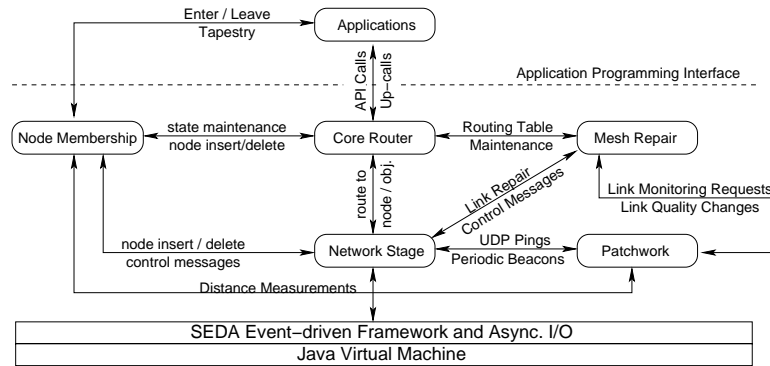 Enter / Leave
Tapestry
Applications
API Calls
Up−calls
Application Programming Interface
Node Membership
state maintenance
node insert/delete
Core Router
Routing Table
Maintenance
Mesh Repair
route to
node / obj.
Link Repair
Control Messages
Link Monitoring Requests
Link Quality Changes
node insert / delete
control messages
Network Stage
UDP Pings
Periodic Beacons
Patchwork
Distance Measurements
SEDA Event−driven Framework and Async. I/O
Java Virtual Machine